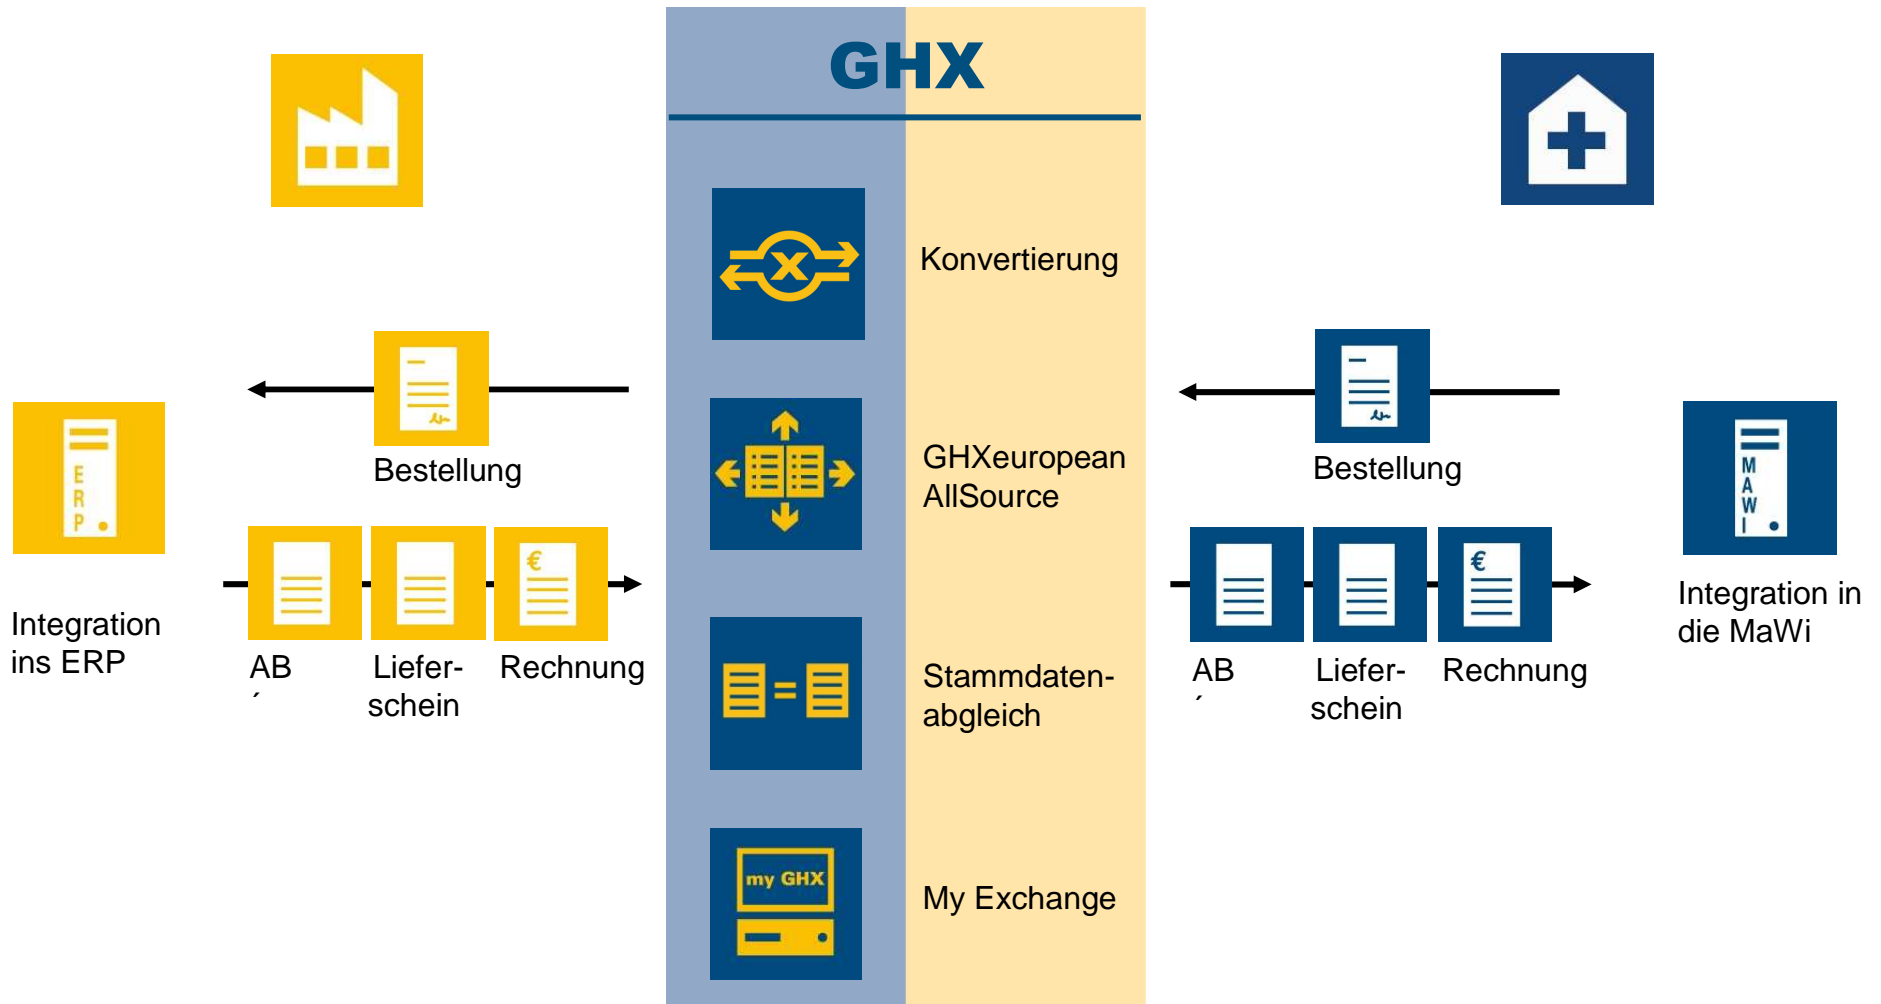 GHX
X
Konvertierung
GHXeuropean
AllSource
Stammdaten-
abgleich
my GHX
My Exchange
E
R
P
Integration
ins ERP
Bestellung
€
AB
´
Liefer-
schein
Rechnung
Bestellung
€
AB
´
Liefer-
schein
Rechnung
M
A
W
I
Integration in
die MaWi